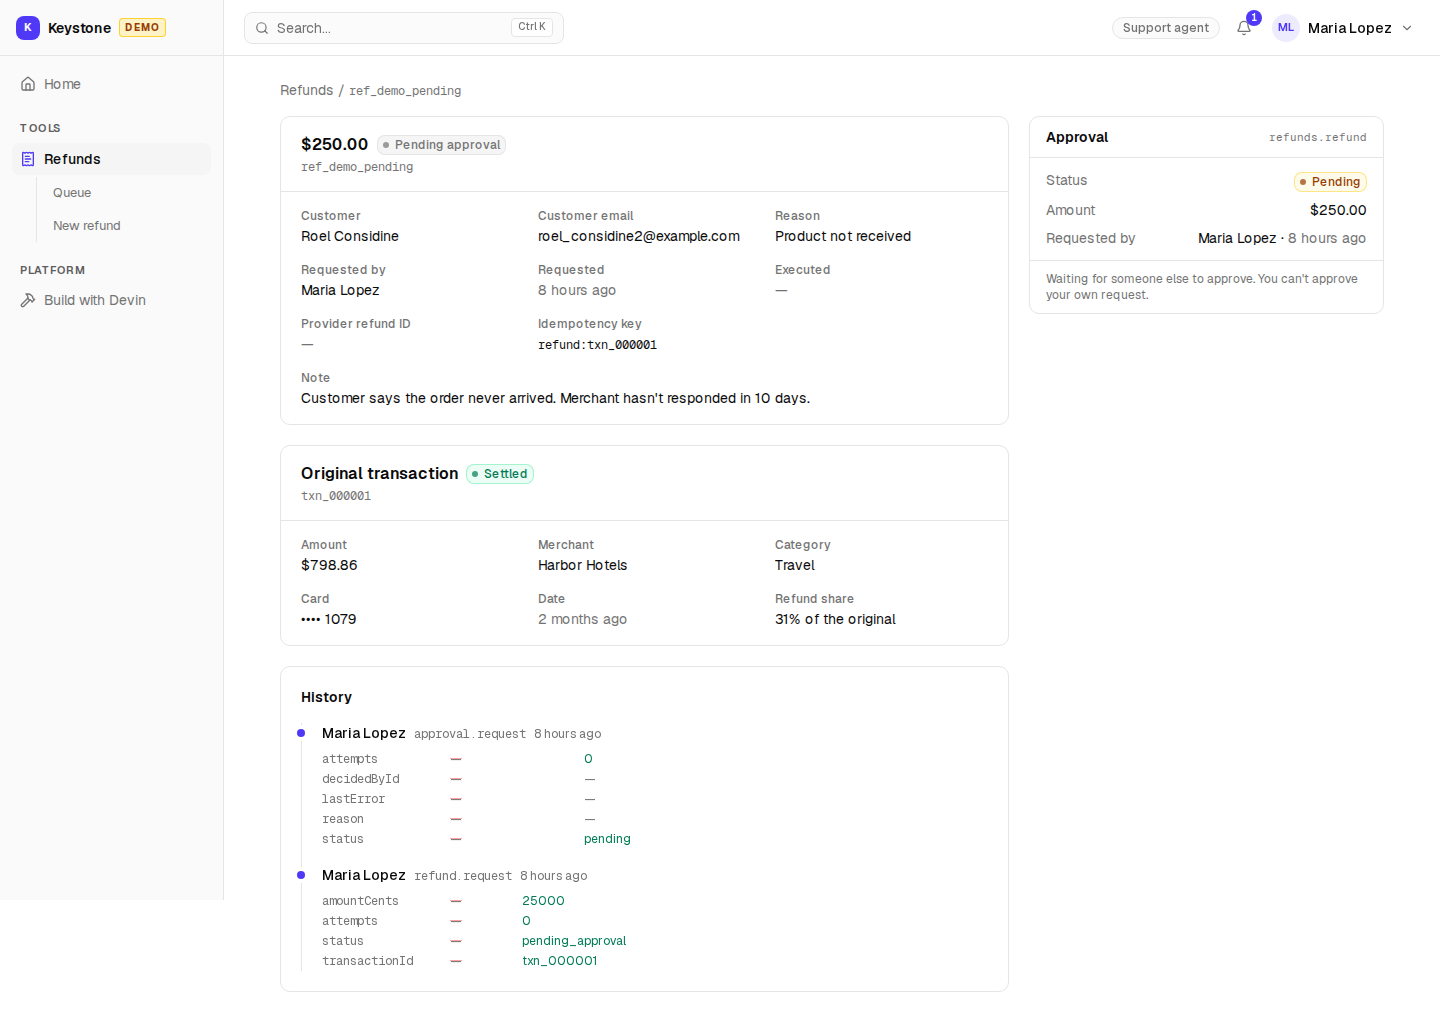 K Keystone DEMO
Search... Ctrl K
Support agent
1
ML Maria Lopez
Home
TOOLS
Refunds
Queue
New refund
PLATFORM
Build with Devin
Refunds / ref_demo_pending
$250.00 Pending approval
ref_demo_pending
Customer Customer email Reason
Roel Considine roel_considine2@example.com Product not received
Requested by Requested Executed
Maria Lopez 8 hours ago —
Provider refund ID Idempotency key
— refund:txn_000001
Note
Customer says the order never arrived. Merchant hasn't responded in 10 days.
Original transaction Settled
txn_000001
Amount Merchant Category
$798.86 Harbor Hotels Travel
Card Date Refund share
•••• 1079 2 months ago 31% of the original
History
Maria Lopez approval.request 8 hours ago
attempts — 0
decidedById — —
lastError — —
reason — —
status — pending
Maria Lopez refund.request 8 hours ago
amountCents — 25000
attempts — 0
status — pending_approval
transactionId — txn_000001
Approval refunds.refund
Status Pending
Amount $250.00
Requested by Maria Lopez · 8 hours ago
Waiting for someone else to approve. You can't approve
your own request.